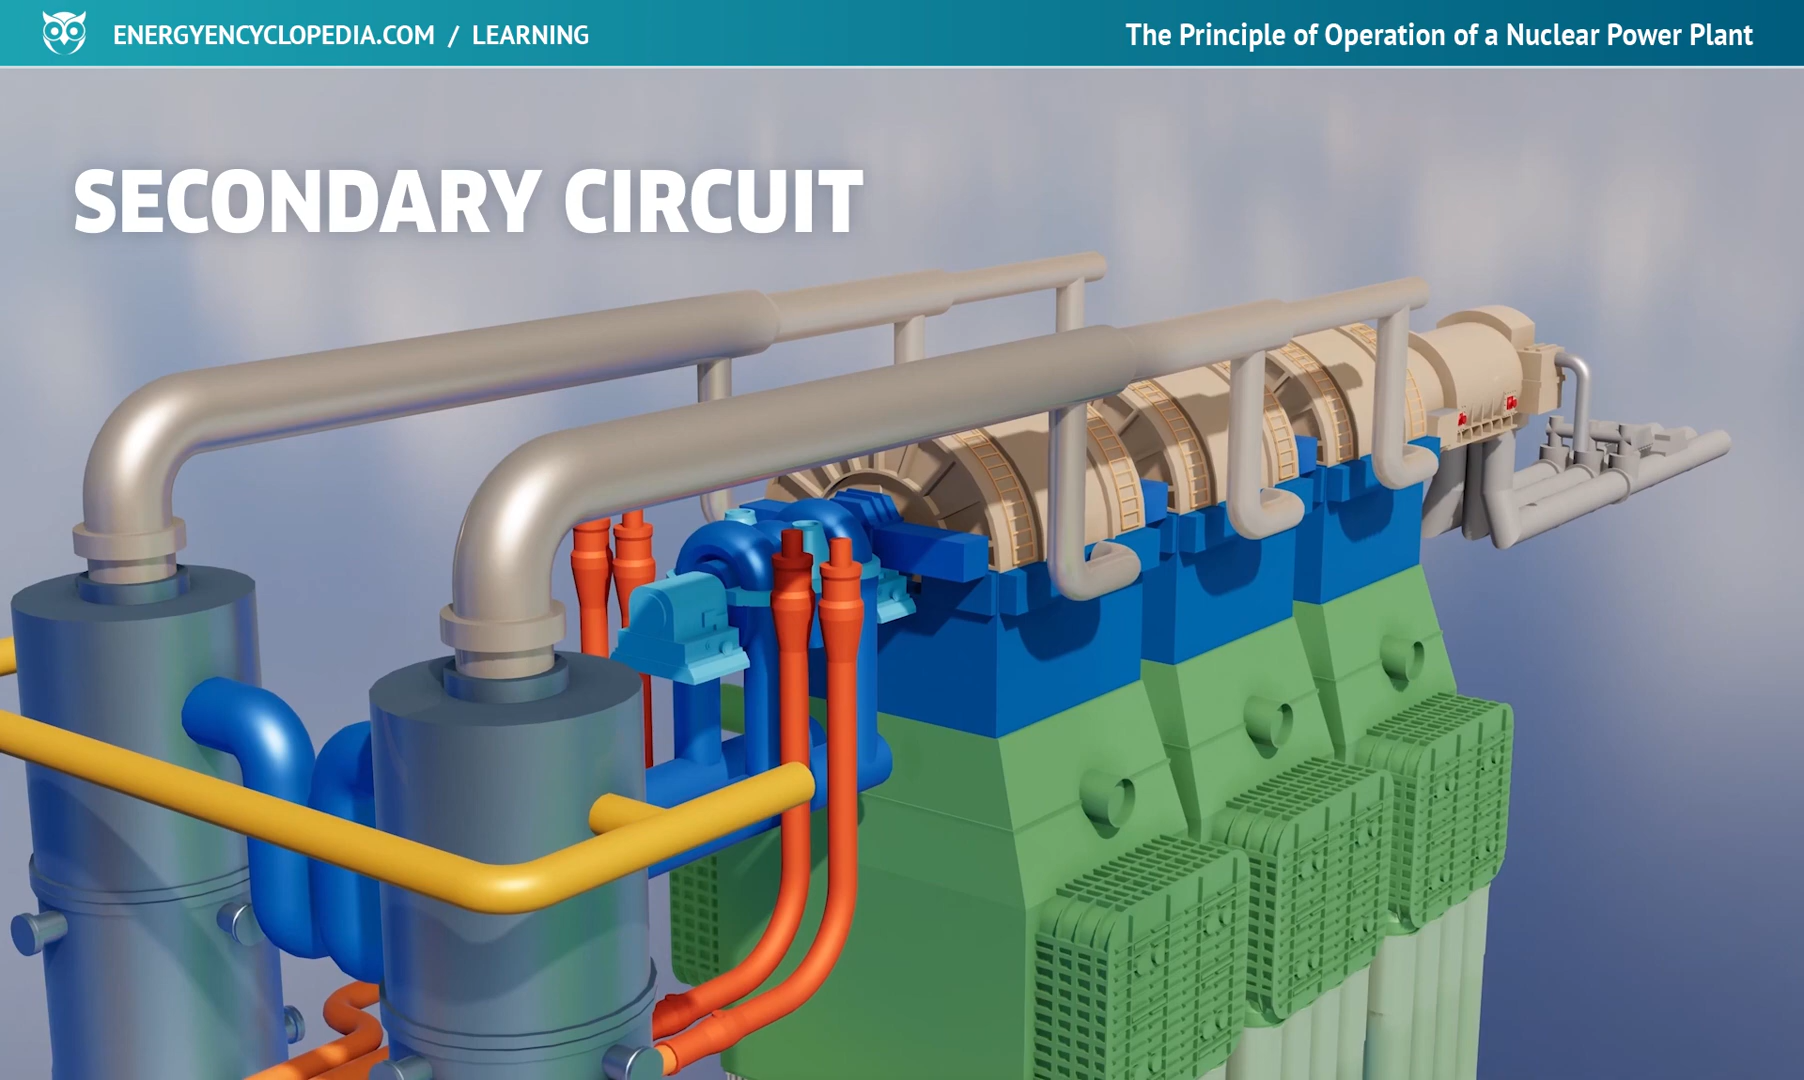 ENERGYENCYCLOPEDIA.COM / LEARNING
The Principle of Operation of a Nuclear Power Plant
SECONDARY CIRCUIT